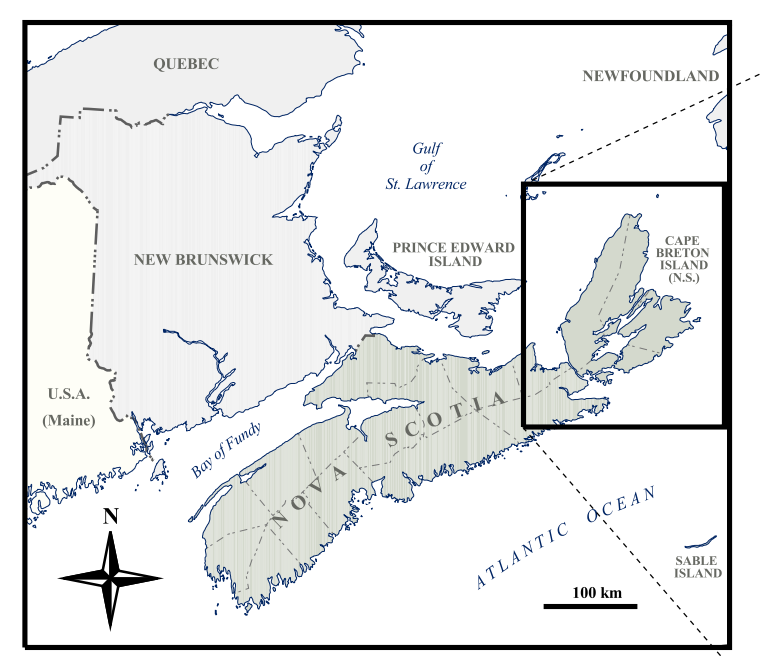 QUEBEC
NEWFOUNDLAND
Gulf
of
St. Lawrence
PRINCE EDWARD
ISLAND
CAPE
BRETON
ISLAND
(N.S.)
NEW BRUNSWICK
U.S.A.
(Maine)
Bay of Fundy
NOVA SCOTIA
ATLANTIC OCEAN
N
SABLE
ISLAND
100 km